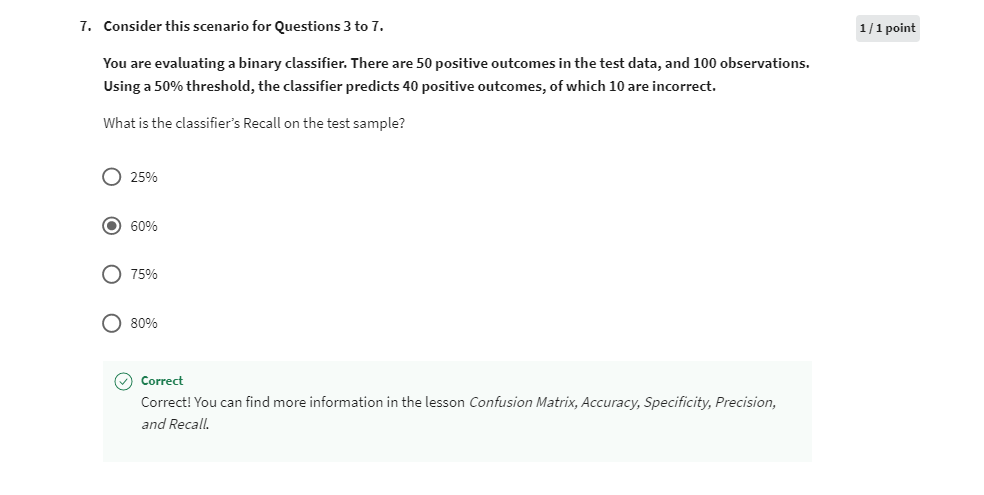 7. Consider this scenario for Questions 3 to 7.
1 / 1 point
You are evaluating a binary classifier. There are 50 positive outcomes in the test data, and 100 observations.
Using a 50% threshold, the classifier predicts 40 positive outcomes, of which 10 are incorrect.
What is the classifier’s Recall on the test sample?
25%
60%
75%
80%
Correct
Correct! You can find more information in the lesson Confusion Matrix, Accuracy, Specificity, Precision,
and Recall.